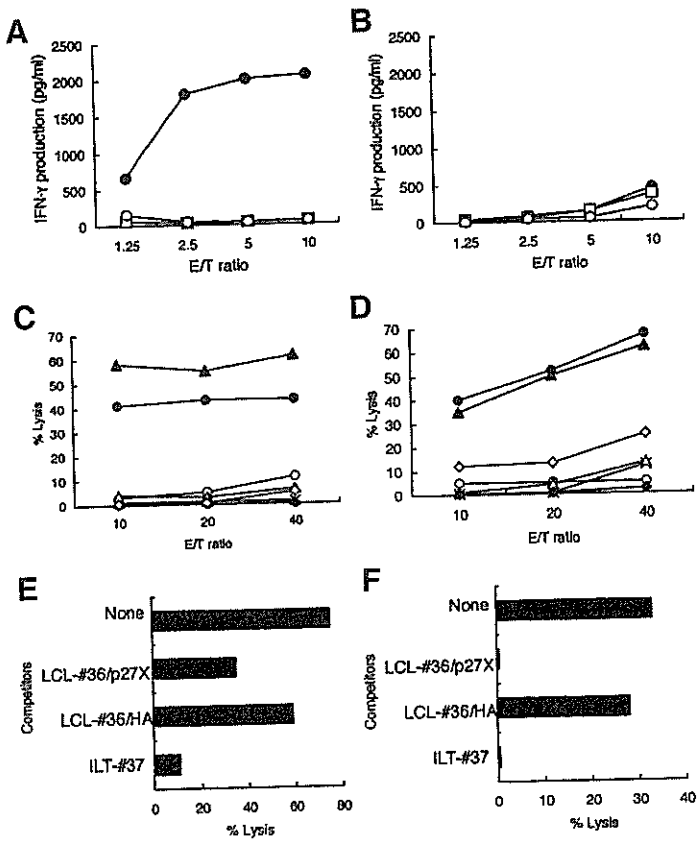 A
IFN-γ production (pg/ml)
2500
2000
1500
1000
500
0
1.25 2.5 5 10
E/T ratio
B
IFN-γ production (pg/ml)
2500
2000
1500
1000
500
0
1.25 2.5 5 10
E/T ratio
C
% Lysis
70
60
50
40
30
20
10
0
10 20 40
E/T ratio
D
% Lysis
70
60
50
40
30
20
10
0
10 20 40
E/T ratio
E
Competitors
None
LCL-#36/p27X
LCL-#36/HA
ILT-#37
0 20 40 60 80
% Lysis
F
Competitors
None
LCL-#36/p27X
LCL-#36/HA
ILT-#37
0 10 20 30 40
% Lysis